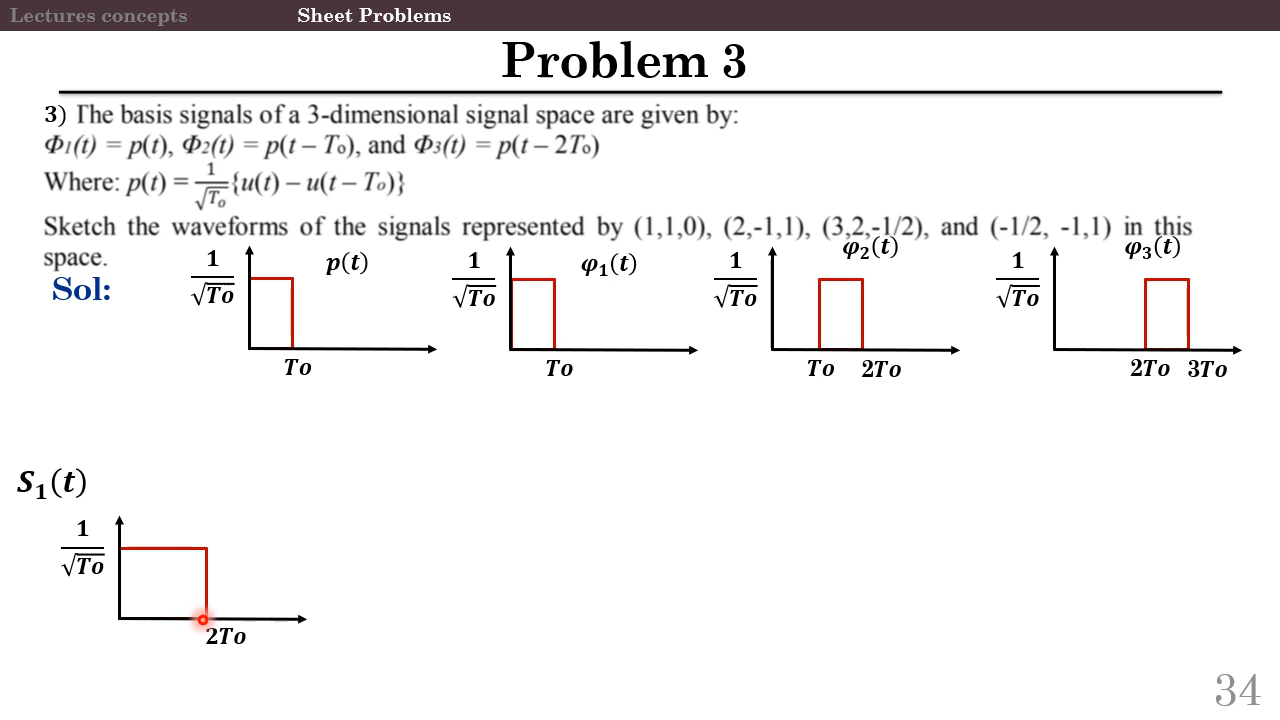 Lectures concepts Sheet Problems
Problem 3
3) The basis signals of a 3-dimensional signal space are given by:
Φ1(t) = p(t), Φ2(t) = p(t – To), and Φ3(t) = p(t – 2To)
Where: p(t) = 1/√To {u(t) – u(t – To)}
Sketch the waveforms of the signals represented by (1,1,0), (2,-1,1), (3,2,-1/2), and (-1/2, -1,1) in this
space.
Sol:
1/√To p(t)
To
1/√To φ1(t)
To
1/√To φ2(t)
To 2To
1/√To φ3(t)
2To 3To
S1(t)
1/√To
2To
34